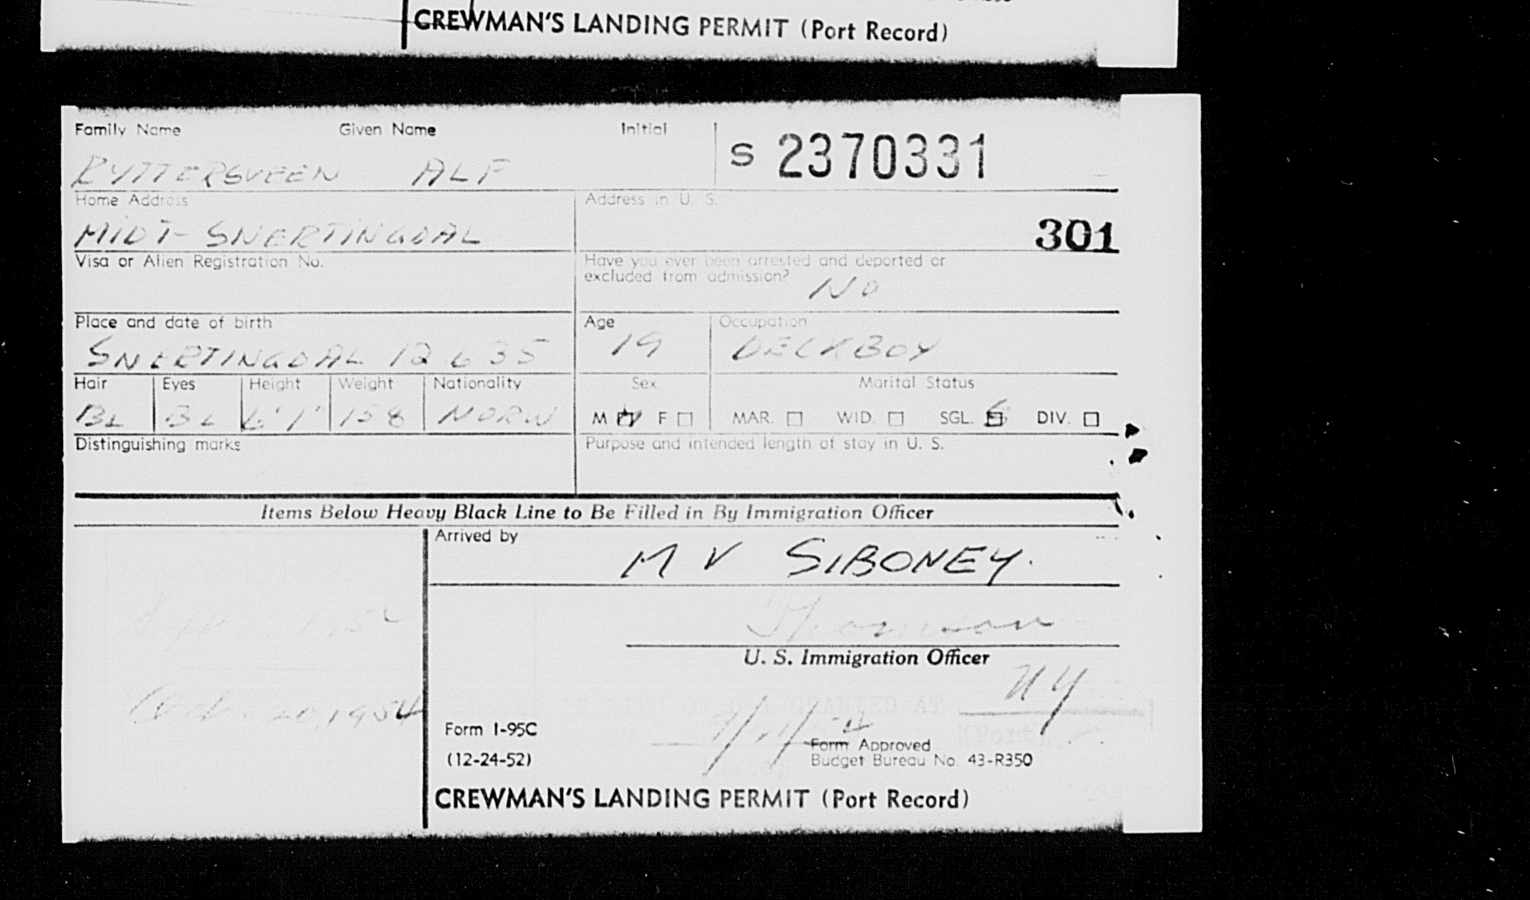 CREWMAN'S LANDING PERMIT (Port Record)
Family Name Given Name Initial
RYTTERSVEEN ALF S 2370331
Home Address Address in U. S.
MIDT-SNERTINGDAL 301
Visa or Alien Registration No. Have you ever been arrested and deported or
excluded from admission? NO
Place and date of birth Age Occupation
SNERTINGDAL 12 6 35 19 DECKBOY
Hair Eyes Height Weight Nationality Sex Marital Status
BL BL 6'1" 158 NORW M F MAR. WID. SGL. DIV.
Distinguishing marks Purpose and intended length of stay in U. S.
Items Below Heavy Black Line to Be Filled in By Immigration Officer
Arrived by
M V SIBONEY.
Thomson
U. S. Immigration Officer
NY
1954
Form I-95C
(12-24-52)
Form Approved
Budget Bureau No. 43-R350
CREWMAN'S LANDING PERMIT (Port Record)